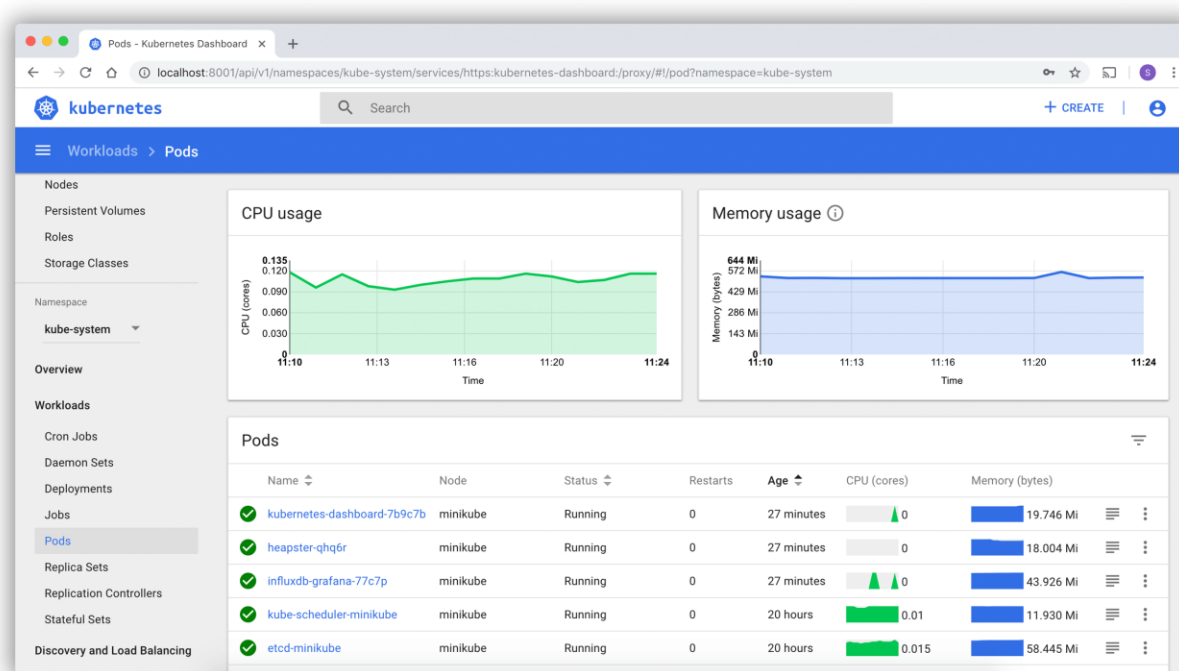 Pods - Kubernetes Dashboard
localhost:8001/api/v1/namespaces/kube-system/services/https:kubernetes-dashboard:/proxy/#!/pod?namespace=kube-system
S
kubernetes
Search
+ CREATE
Workloads > Pods
Nodes
Persistent Volumes
Roles
Storage Classes
Namespace
kube-system
Overview
Workloads
Cron Jobs
Daemon Sets
Deployments
Jobs
Pods
Replica Sets
Replication Controllers
Stateful Sets
Discovery and Load Balancing
CPU usage
CPU (cores)
0.135
0.120
0.090
0.060
0.030
0
11:10 11:13 11:16 11:20 11:24
Time
Memory usage
Memory (bytes)
644 Mi
572 Mi
429 Mi
286 Mi
143 Mi
0
11:10 11:13 11:16 11:20 11:24
Time
Pods
Name Node Status Restarts Age CPU (cores) Memory (bytes)
kubernetes-dashboard-7b9c7b minikube Running 0 27 minutes 0 19.746 Mi
heapster-qhq6r minikube Running 0 27 minutes 0 18.004 Mi
influxdb-grafana-77c7p minikube Running 0 27 minutes 0 43.926 Mi
kube-scheduler-minikube minikube Running 0 20 hours 0.01 11.930 Mi
etcd-minikube minikube Running 0 20 hours 0.015 58.445 Mi